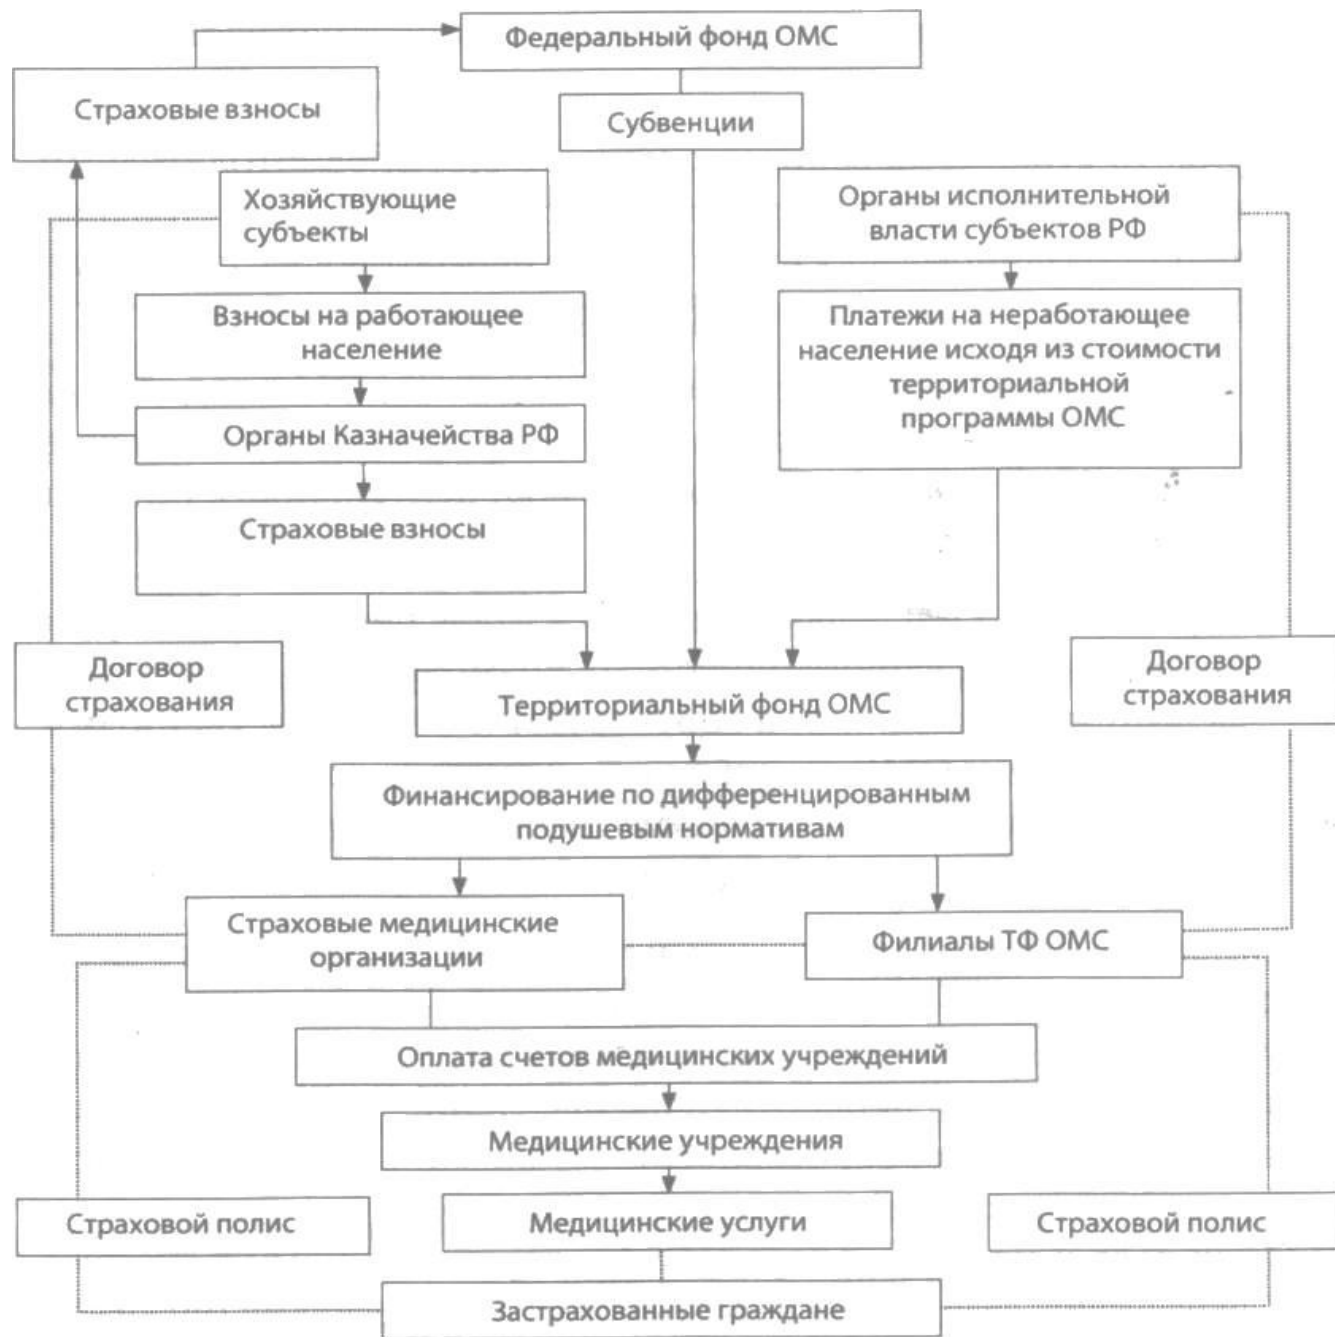 Федеральный фонд ОМС
Страховые взносы
Субвенции
Хозяйствующие
субъекты
Органы исполнительной
власти субъектов РФ
Взносы на работающее
население
Платежи на неработающее
население исходя из стоимости
территориальной
программы ОМС
Органы Казначейства РФ
Страховые взносы
Договор
страхования
Территориальный фонд ОМС
Договор
страхования
Финансирование по дифференцированным
подушевым нормативам
Страховые медицинские
организации
Филиалы ТФ ОМС
Оплата счетов медицинских учреждений
Медицинские учреждения
Страховой полис
Медицинские услуги
Страховой полис
Застрахованные граждане